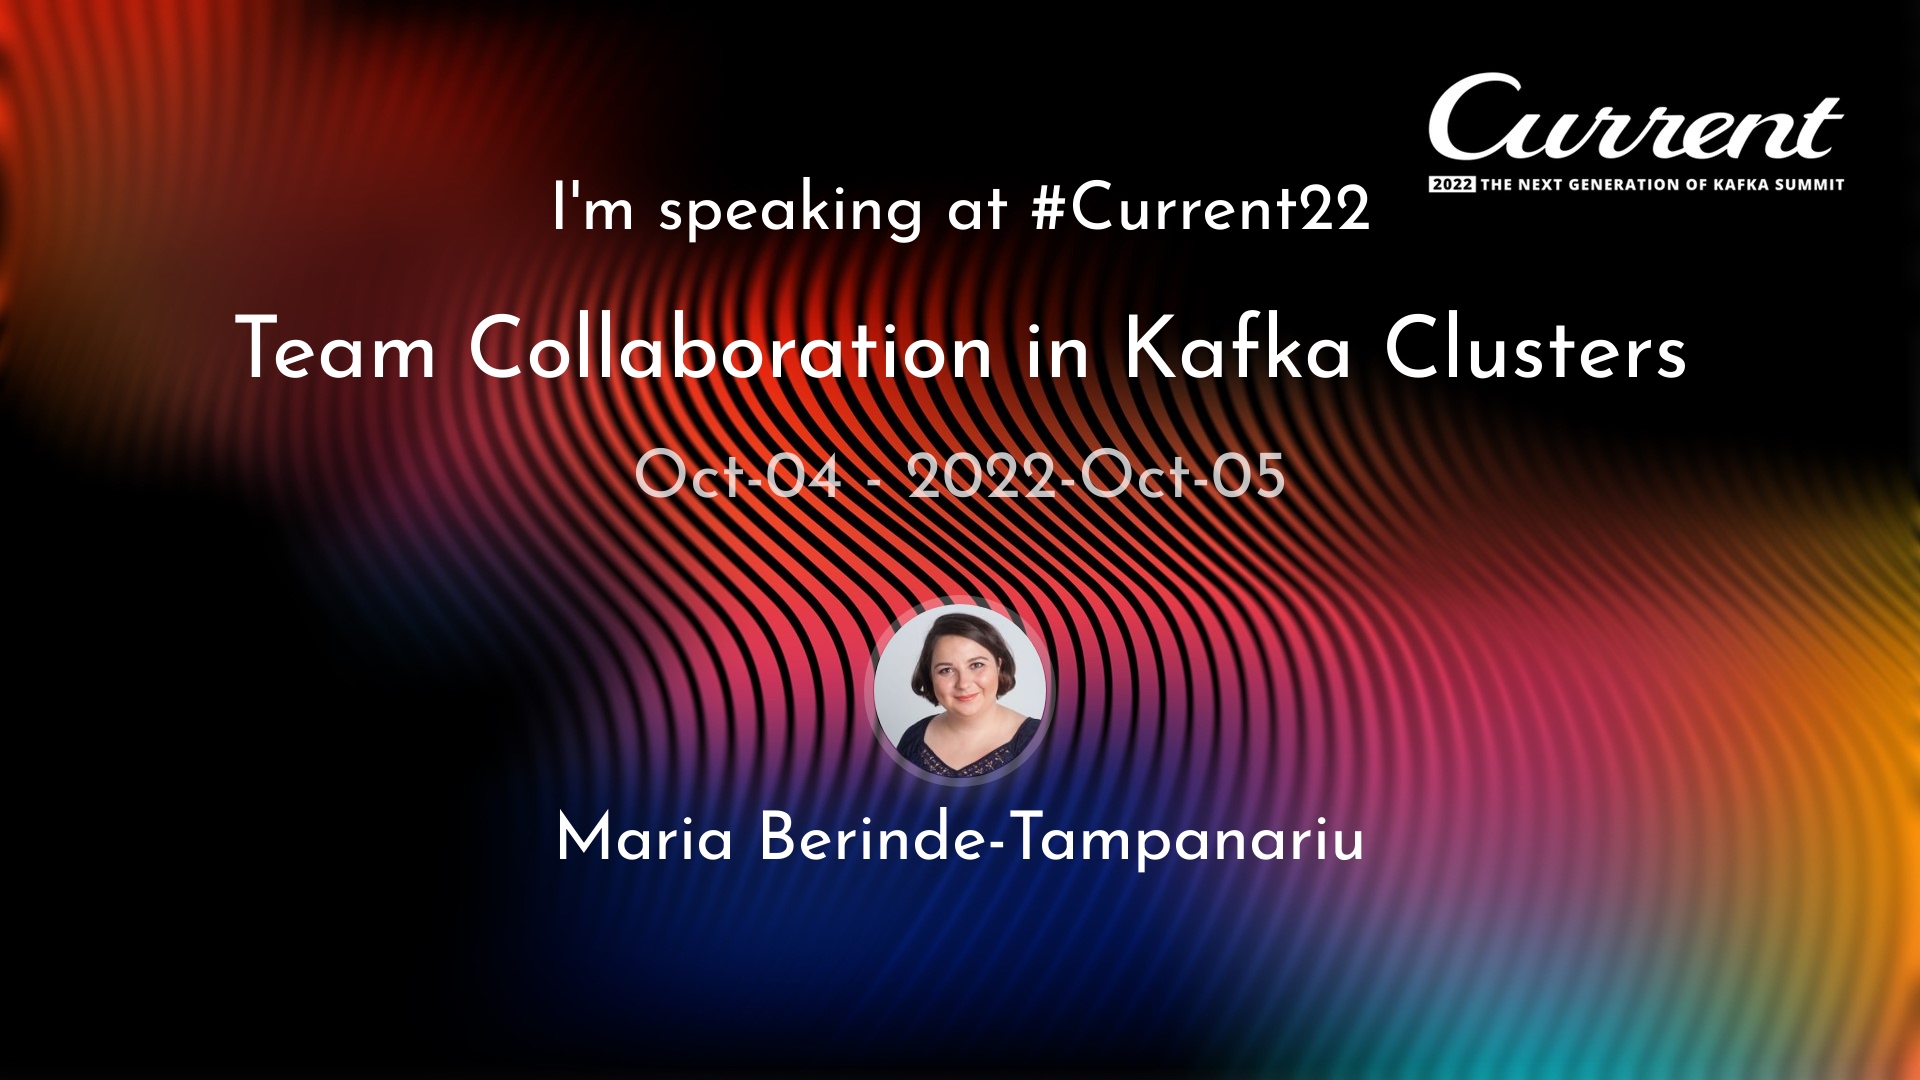 Current
2022 THE NEXT GENERATION OF KAFKA SUMMIT
I'm speaking at #Current22
Team Collaboration in Kafka Clusters
Oct-04 - 2022-Oct-05
Maria Berinde-Tampanariu